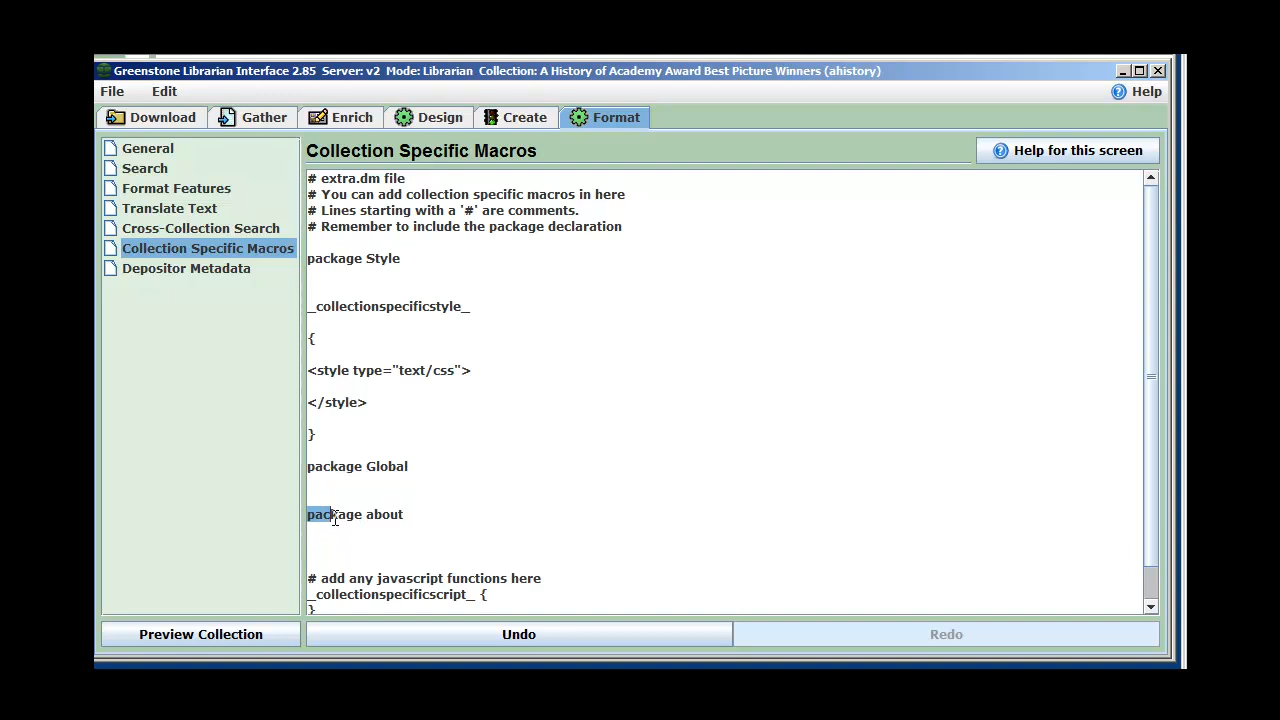 Greenstone Librarian Interface 2.85 Server: v2 Mode: Librarian Collection: A History of Academy Award Best Picture Winners (ahistory)
File Edit Help
Download Gather Enrich Design Create Format
General
Search
Format Features
Translate Text
Cross-Collection Search
Collection Specific Macros
Depositor Metadata
Collection Specific Macros
Help for this screen
# extra.dm file
# You can add collection specific macros in here
# Lines starting with a '#' are comments.
# Remember to include the package declaration
package Style
_collectionspecificstyle_
{
<style type="text/css">
</style>
}
package Global
package about
# add any javascript functions here
_collectionspecificscript_ {
}
Preview Collection Undo Redo